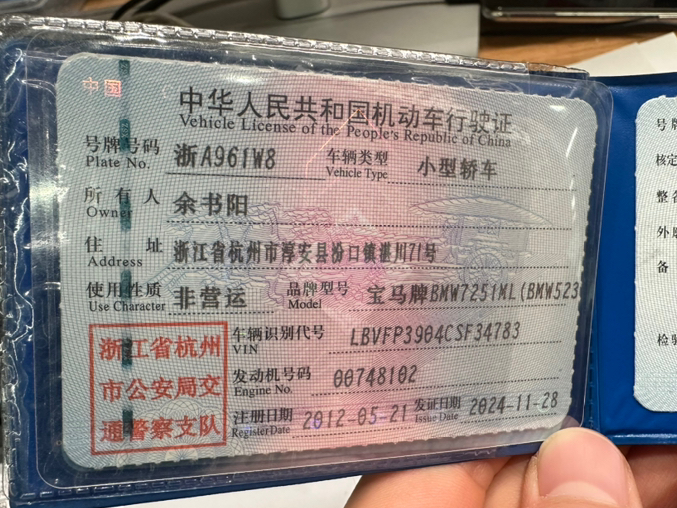 中国
中华人民共和国机动车行驶证
Vehicle License of the People's Republic of China
号牌号码 浙A961W8 车辆类型 小型轿车
Plate No. Vehicle Type
所有人 余书阳
Owner
住址 浙江省杭州市淳安县汾口镇湛川71号
Address
使用性质 非营运 品牌型号 宝马牌BMW7251ML(BMW523
Use Character Model
车辆识别代号 LBVFP3904CSF34783
VIN
发动机号码 00748102
Engine No.
注册日期 2012-05-21 发证日期 2024-11-28
Register Date Issue Date
浙江省杭州
市公安局交
通警察支队
号牌
核定
整备
外廓
备
检验